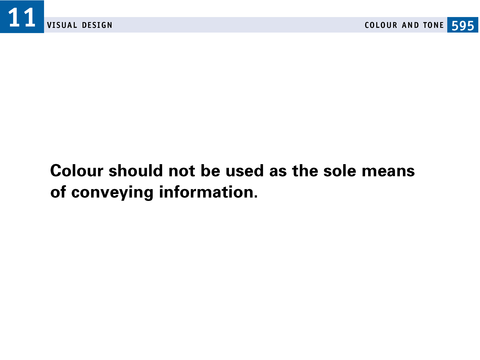 11
VISUAL DESIGN
COLOUR AND TONE
595
Colour should not be used as the sole means
of conveying information.